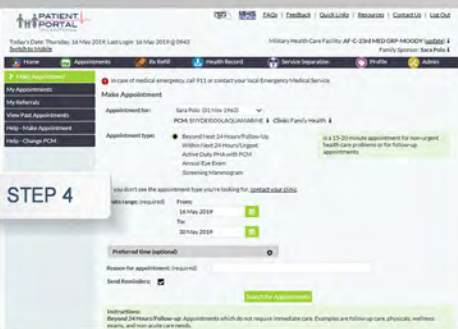 PATIENT
PORTAL
FAQs | Feedback | Quick Links | Resources | Contact Us | Log Out
Today's Date: Thursday, 16 May 2019, Last Login: 16 May 2019 @ 0943
Military Health Care Facility: AF-C-23rd MED GRP-MOODY (update)
Switch to Mobile
Family Sponsor: Sara Polo
Home
Appointments
Rx Refill
Health Record
Service Separation
Profile
Admin
Make Appointment
My Appointments
My Referrals
View Past Appointments
Help - Make Appointment
Help - Change PCM
In case of medical emergency, call 911 or contact your local Emergency Medical Service.
Make Appointment
Appointment for: Sara Polo (01 Nov 1962)
PCM: SNYDERDOOLAQUAMARINE Clinic: Family Health
Appointment type:
Beyond Next 24 Hours/Follow-Up
Within Next 24 Hours/Urgent
Active Duty PHA with PCM
Annual Eye Exam
Screening Mammogram
is a 15-20 minute appointment for non-urgent
health care problems or for follow-up
appointments
STEP 4
you don't see the appointment type you're looking for, contact your clinic.
range: (required) From:
16 May 2019
To:
30 May 2019
Preferred time (optional)
Reason for appointment: (required)
Send Reminders:
Search for Appointments
Instructions:
Beyond 24 Hours/Follow-up: Appointments which do not require immediate care. Examples are follow up care, physicals, wellness
exams, and non-acute care needs.